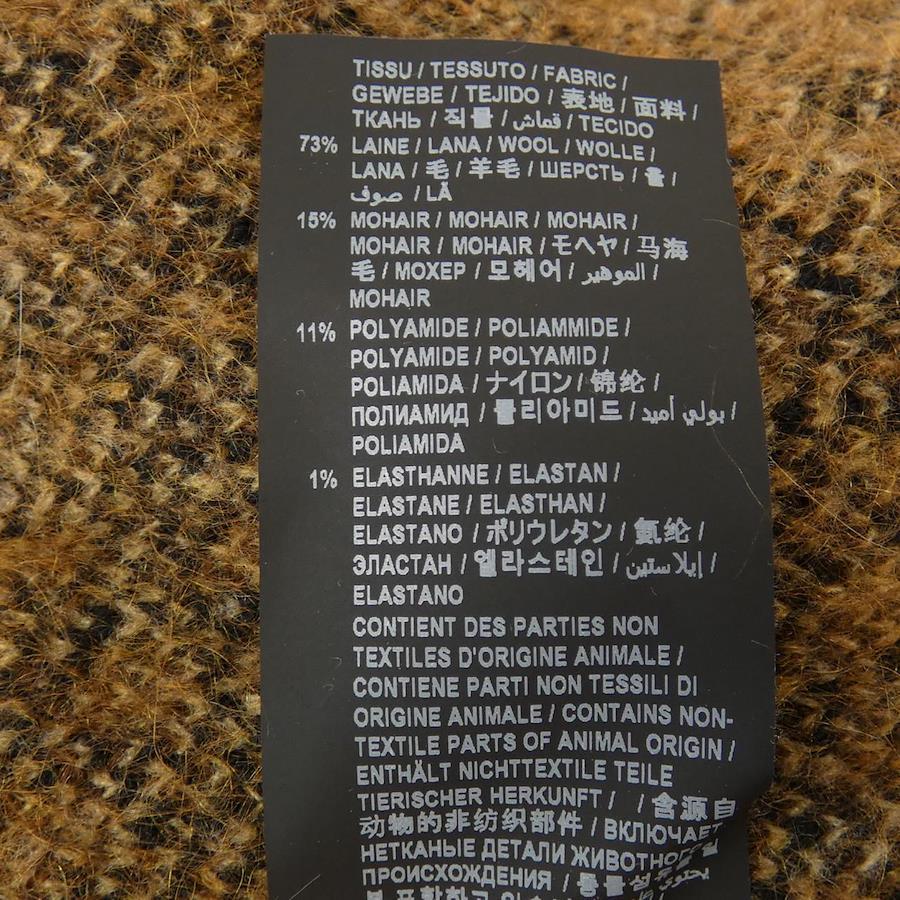 TISSU / TESSUTO / FABRIC /
GEWEBE / TEJIDO / 表地 / 面料 /
ТКАНЬ / 직물 / قماش / TECIDO
73% LAINE / LANA / WOOL / WOLLE /
LANA / 毛 / 羊毛 / ШЕРСТЬ / 울 /
صوف / LÃ
15% MOHAIR / MOHAIR / MOHAIR /
MOHAIR / MOHAIR / モヘヤ / 马海
毛 / МОХЕР / 모헤어 / الموهير /
MOHAIR
11% POLYAMIDE / POLIAMMIDE /
POLYAMIDE / POLYAMID /
POLIAMIDA / ナイロン / 锦纶 /
ПОЛИАМИД / 폴리아미드 / بولي أميد /
POLIAMIDA
1% ELASTHANNE / ELASTAN /
ELASTANE / ELASTHAN /
ELASTANO / ポリウレタン / 氨纶 /
ЭЛАСТАН / 엘라스테인 / إيلاستين /
ELASTANO
CONTIENT DES PARTIES NON
TEXTILES D'ORIGINE ANIMALE /
CONTIENE PARTI NON TESSILI DI
ORIGINE ANIMALE / CONTAINS NON-
TEXTILE PARTS OF ANIMAL ORIGIN /
ENTHÄLT NICHTTEXTILE TEILE
TIERISCHER HERKUNFT / / 含源自
动物的非纺织部件 / ВКЛЮЧАЕТ
НЕТКАНЫЕ ДЕТАЛИ ЖИВОТНОГО
ПРОИСХОЖДЕНИЯ /